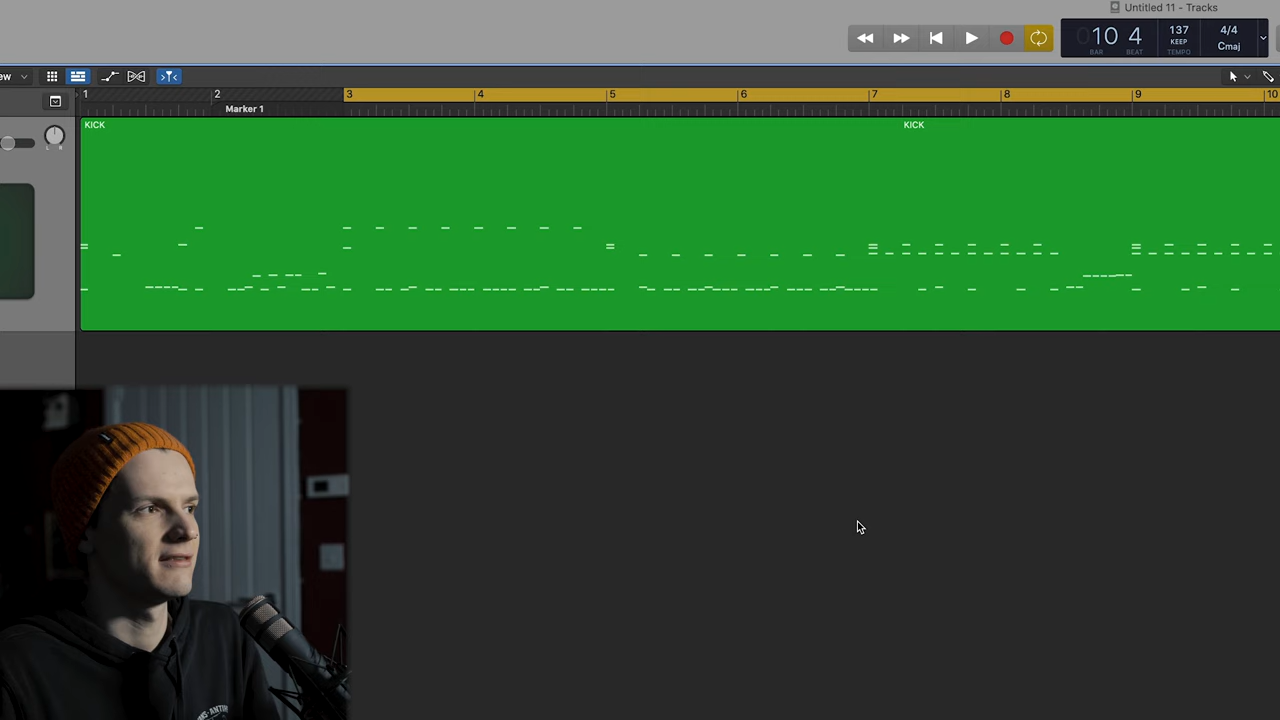 Untitled 11 - Tracks
10 4
BAR BEAT
137
KEEP
TEMPO
4/4
Cmaj
ew
1 2 3 4 5 6 7 8 9 10
Marker 1
KICK KICK
L R